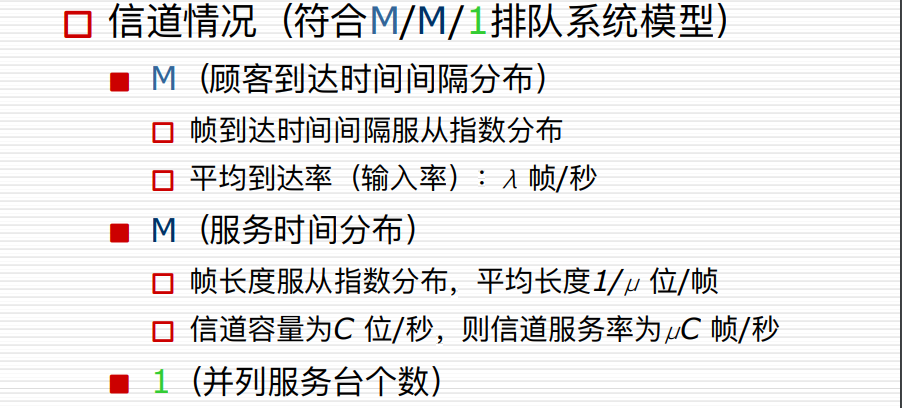 信道情况（符合M/M/1排队系统模型）
M（顾客到达时间间隔分布）
帧到达时间间隔服从指数分布
平均到达率（输入率）：λ 帧/秒
M（服务时间分布）
帧长度服从指数分布，平均长度1/μ 位/帧
信道容量为C 位/秒，则信道服务率为μC 帧/秒
1（并列服务台个数）